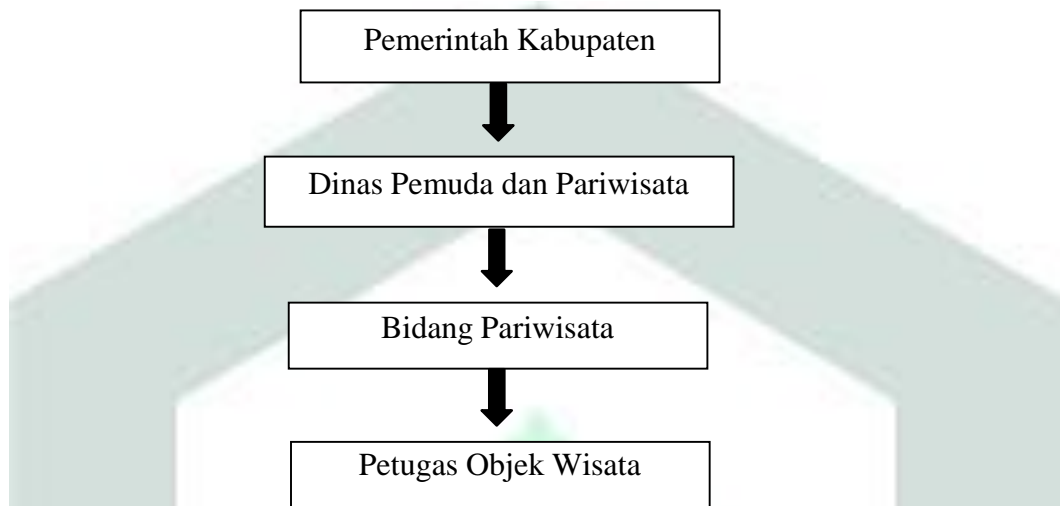 Pemerintah Kabupaten
Dinas Pemuda dan Pariwisata
Bidang Pariwisata
Petugas Objek Wisata